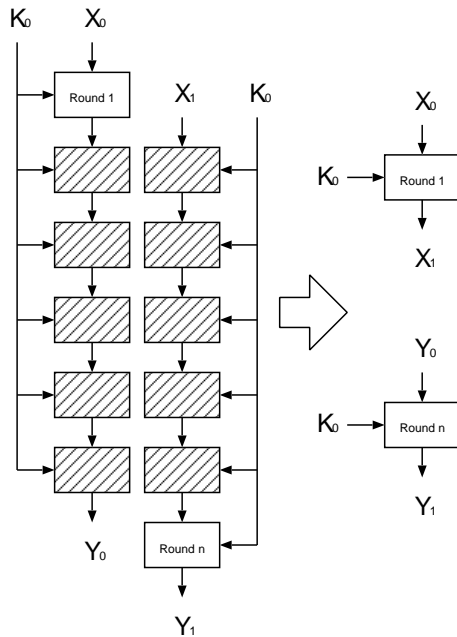 K₀ X₀
Round 1
X₁ K₀
X₀
K₀ Round 1
X₁
Y₀
K₀ Round n
Y₀ Round n
Y₁
Y₁